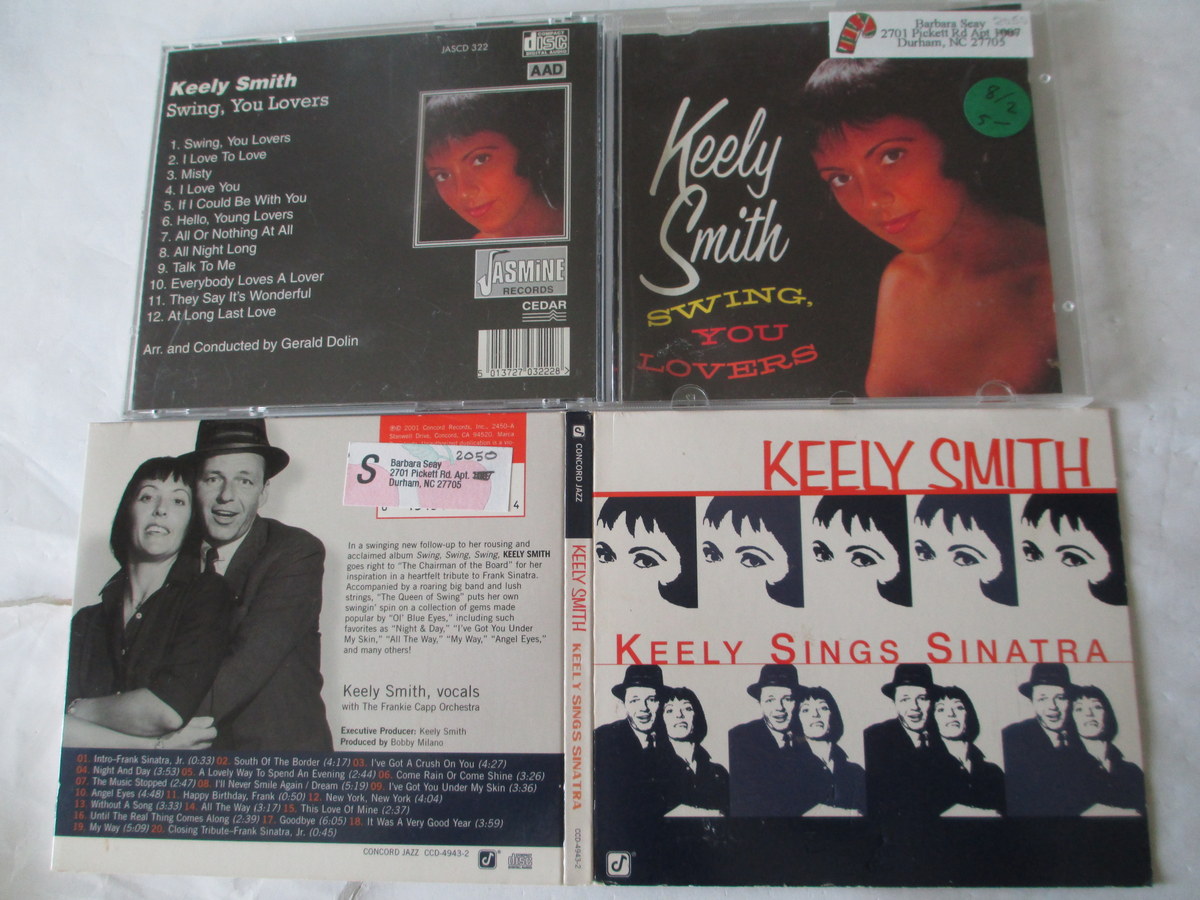 JASCD 322
COMPACT
disc
DIGITAL AUDIO
AAD
Keely Smith
Swing, You Lovers
1. Swing, You Lovers
2. I Love To Love
3. Misty
4. I Love You
5. If I Could Be With You
6. Hello, Young Lovers
7. All Or Nothing At All
8. All Night Long
9. Talk To Me
10. Everybody Loves A Lover
11. They Say It's Wonderful
12. At Long Last Love
Arr. and Conducted by Gerald Dolin
JASMINE
RECORDS
CEDAR
5 013727 032228 >
Barbara Seay 2050
2701 Pickett Rd Apt
Durham, NC 27705
8/2
5—
Keely
Smith
SWING,
YOU
LOVERS
℗© 2001 Concord Records, Inc., 2450-A
Stanwell Drive, Concord, CA 94520.
S
2050
Barbara Seay
2701 Pickett Rd. Apt.
Durham, NC 27705
4
In a swinging new follow-up to her rousing and
acclaimed album Swing, Swing, Swing, KEELY SMITH
goes right to "The Chairman of the Board" for her
inspiration in a heartfelt tribute to Frank Sinatra.
Accompanied by a roaring big band and lush
strings, "The Queen of Swing" puts her own
swingin' spin on a collection of gems made
popular by "Ol' Blue Eyes," including such
favorites as "Night & Day," "I've Got You Under
My Skin," "All The Way," "My Way," "Angel Eyes,"
and many others!
Keely Smith, vocals
with The Frankie Capp Orchestra
Executive Producer: Keely Smith
Produced by Bobby Milano
01. Intro–Frank Sinatra, Jr. (0:33) 02. South Of The Border (4:17) 03. I've Got A Crush On You (4:27)
04. Night And Day (3:53) 05. A Lovely Way To Spend An Evening (2:44) 06. Come Rain Or Come Shine (3:26)
07. The Music Stopped (2:47) 08. I'll Never Smile Again / Dream (5:19) 09. I've Got You Under My Skin (3:36)
10. Angel Eyes (4:48) 11. Happy Birthday, Frank (0:50) 12. New York, New York (4:04)
13. Without A Song (3:33) 14. All The Way (3:17) 15. This Love Of Mine (2:37)
16. Until The Real Thing Comes Along (2:39) 17. Goodbye (6:05) 18. It Was A Very Good Year (3:59)
19. My Way (5:09) 20. Closing Tribute–Frank Sinatra, Jr. (0:45)
CONCORD JAZZ CCD-4943-2
COMPACT
disc
DIGITAL AUDIO
CONCORD JAZZ
KEELY SMITH KEELY SINGS SINATRA
CCD-4943-2
KEELY SMITH
KEELY SINGS SINATRA